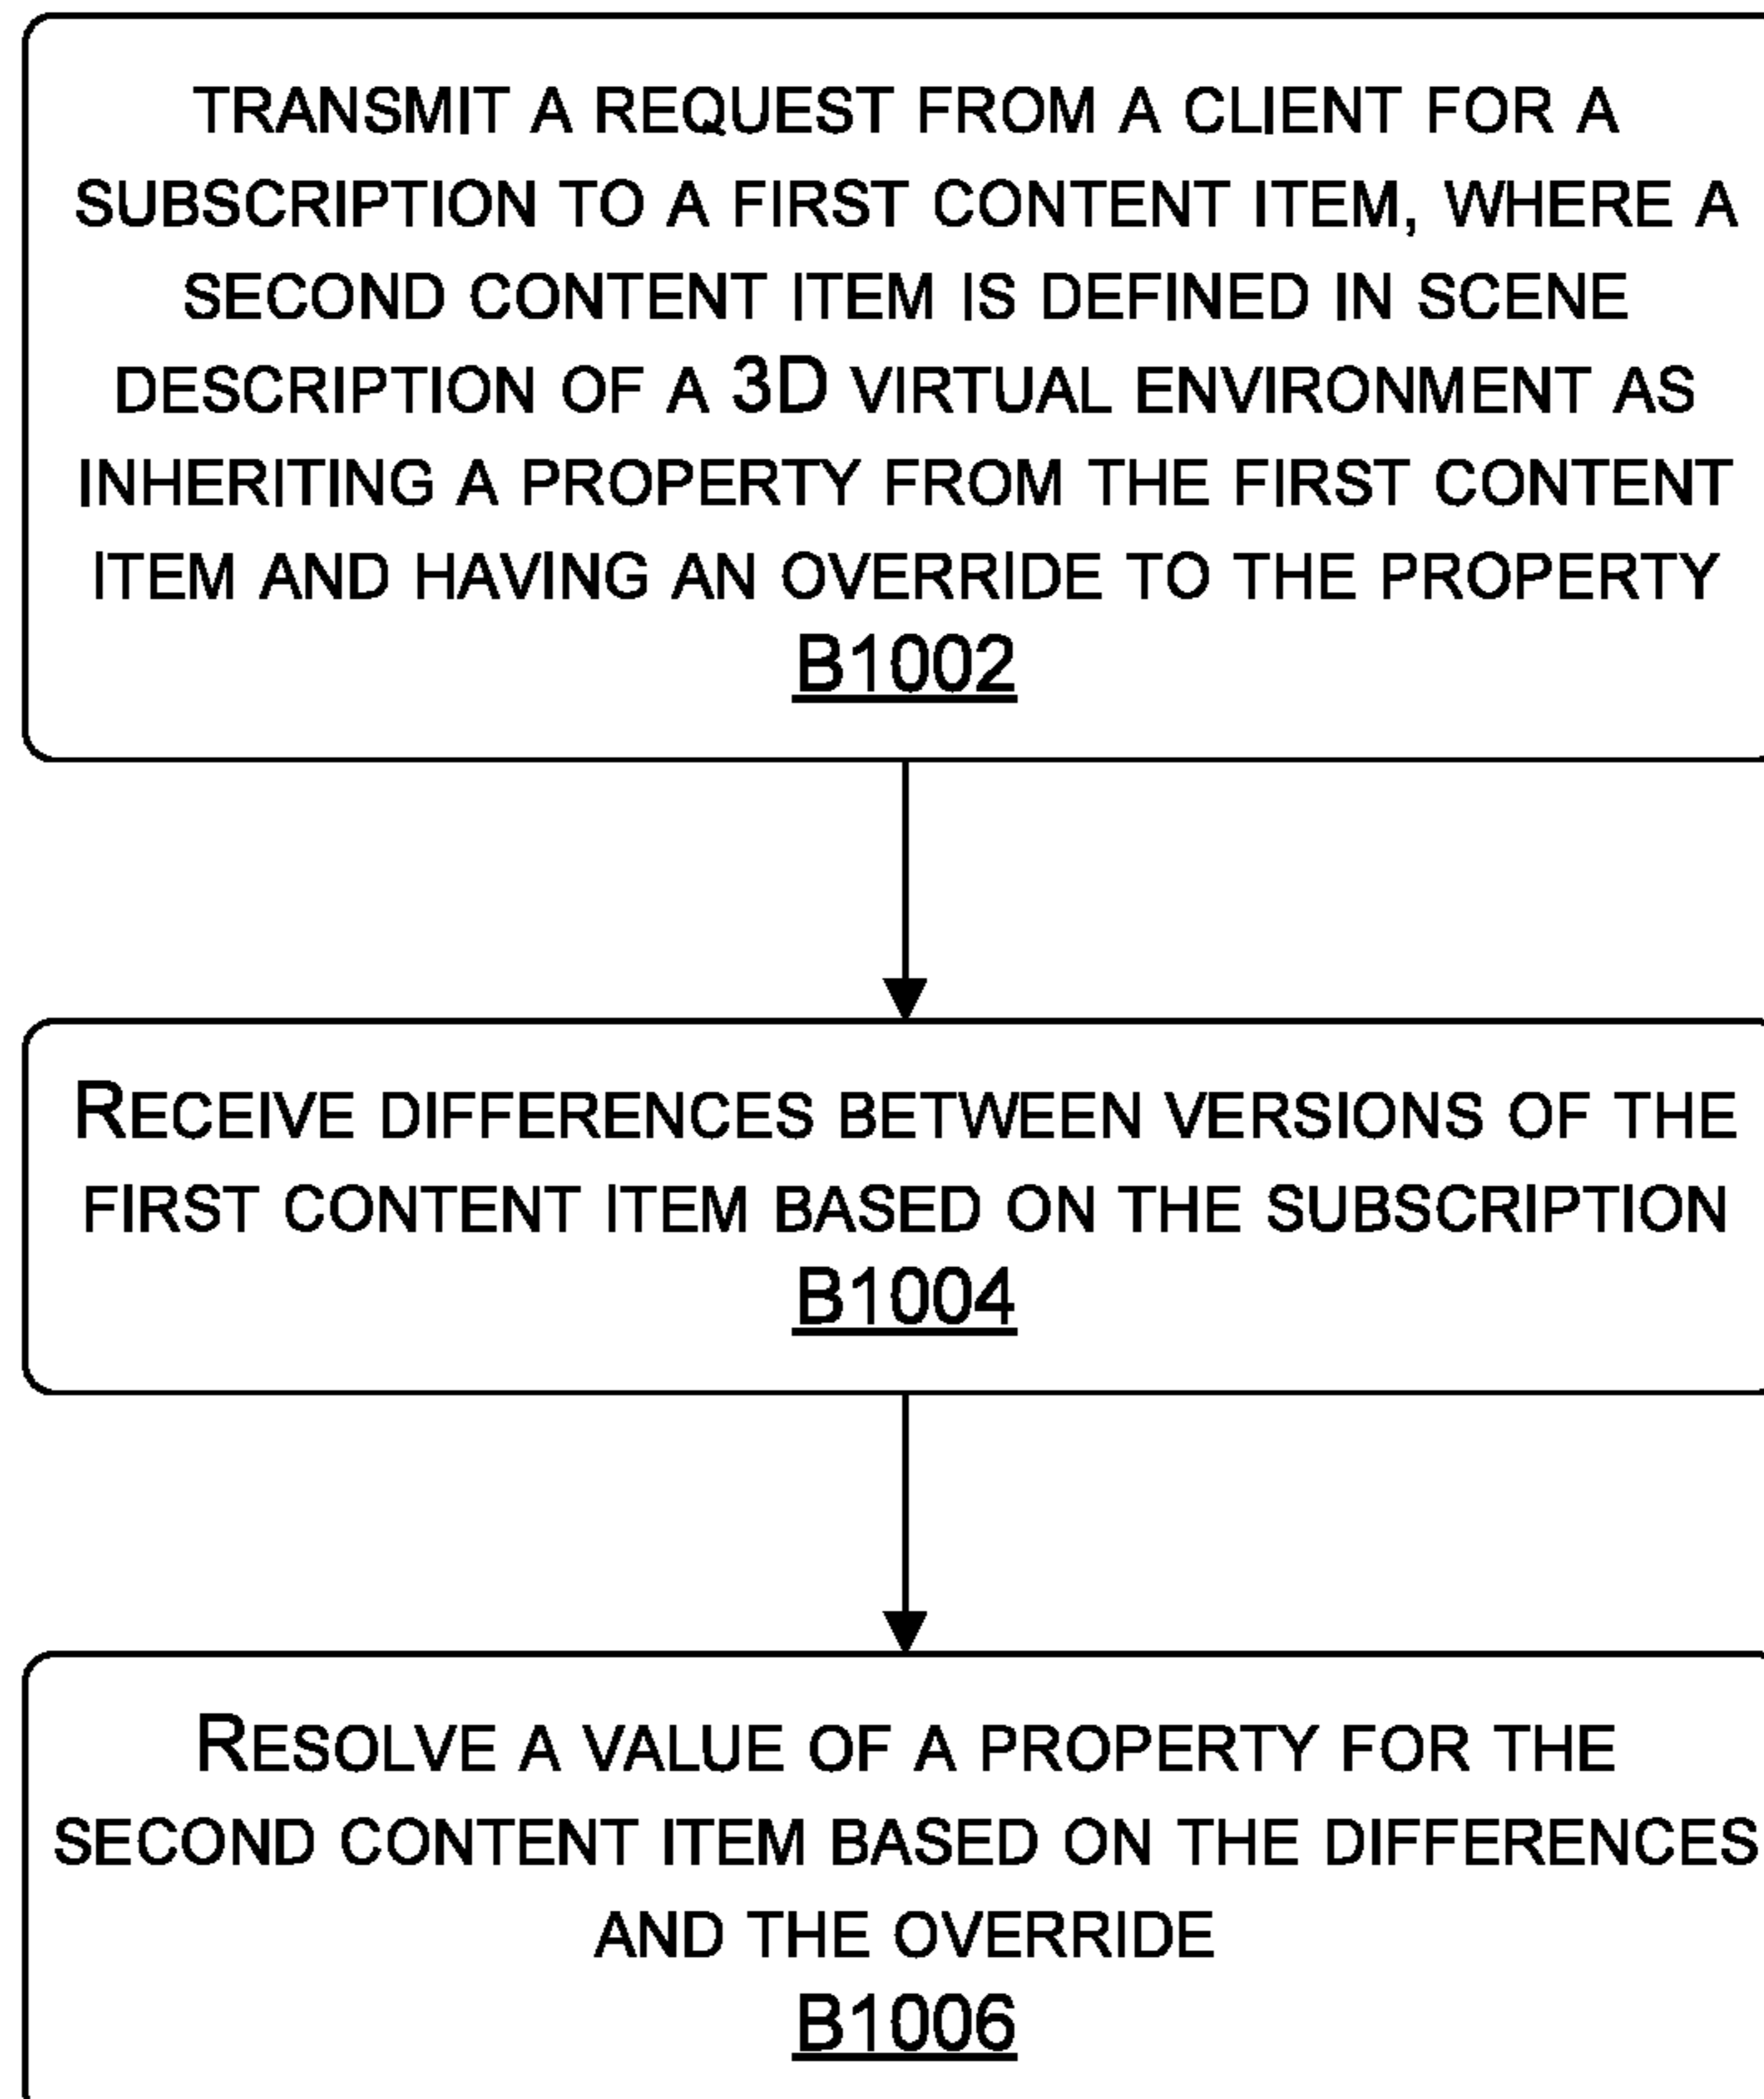 TRANSMIT A REQUEST FROM A CLIENT FOR A
SUBSCRIPTION TO A FIRST CONTENT ITEM, WHERE A
SECOND CONTENT ITEM IS DEFINED IN SCENE
DESCRIPTION OF A 3D VIRTUAL ENVIRONMENT AS
INHERITING A PROPERTY FROM THE FIRST CONTENT
ITEM AND HAVING AN OVERRIDE TO THE PROPERTY
B1002
RECEIVE DIFFERENCES BETWEEN VERSIONS OF THE
FIRST CONTENT ITEM BASED ON THE SUBSCRIPTION
B1004
RESOLVE A VALUE OF A PROPERTY FOR THE
SECOND CONTENT ITEM BASED ON THE DIFFERENCES
AND THE OVERRIDE
B1006